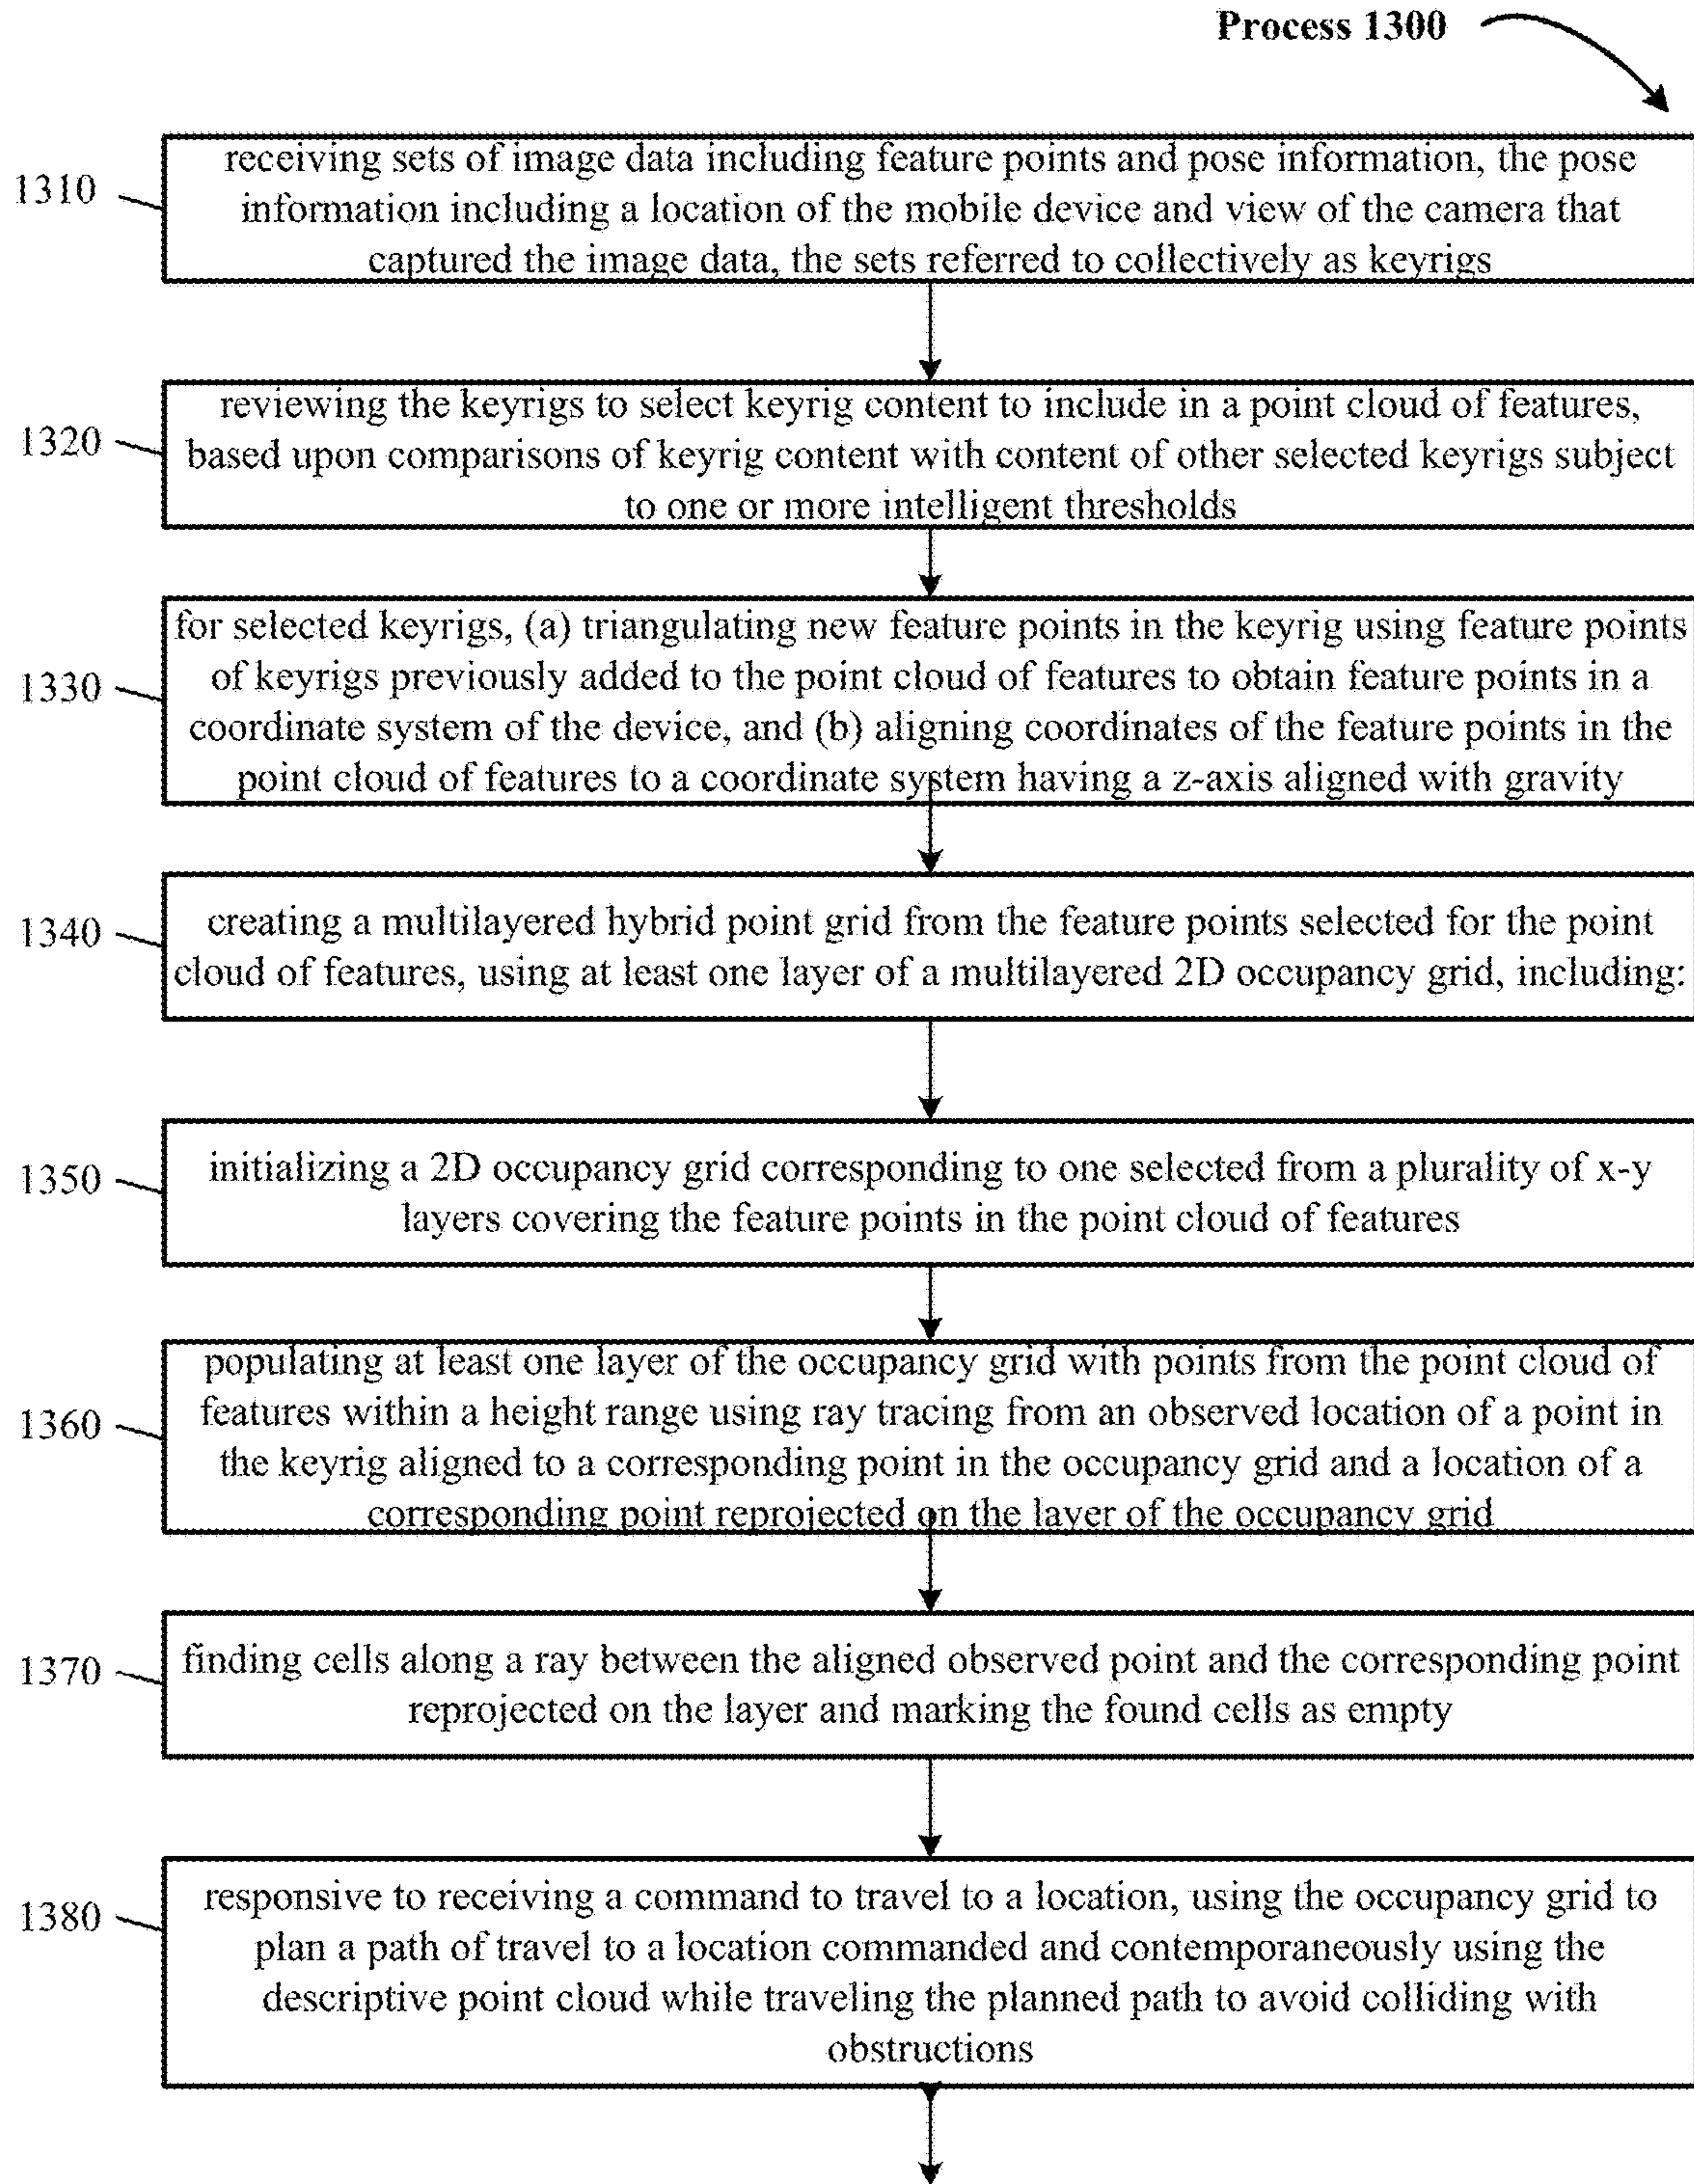 Process 1300
1310
receiving sets of image data including feature points and pose information, the pose
information including a location of the mobile device and view of the camera that
captured the image data, the sets referred to collectively as keyrigs
1320
reviewing the keyrigs to select keyrig content to include in a point cloud of features,
based upon comparisons of keyrig content with content of other selected keyrigs subject
to one or more intelligent thresholds
1330
for selected keyrigs, (a) triangulating new feature points in the keyrig using feature points
of keyrigs previously added to the point cloud of features to obtain feature points in a
coordinate system of the device, and (b) aligning coordinates of the feature points in the
point cloud of features to a coordinate system having a z-axis aligned with gravity
1340
creating a multilayered hybrid point grid from the feature points selected for the point
cloud of features, using at least one layer of a multilayered 2D occupancy grid, including:
1350
initializing a 2D occupancy grid corresponding to one selected from a plurality of x-y
layers covering the feature points in the point cloud of features
1360
populating at least one layer of the occupancy grid with points from the point cloud of
features within a height range using ray tracing from an observed location of a point in
the keyrig aligned to a corresponding point in the occupancy grid and a location of a
corresponding point reprojected on the layer of the occupancy grid
1370
finding cells along a ray between the aligned observed point and the corresponding point
reprojected on the layer and marking the found cells as empty
1380
responsive to receiving a command to travel to a location, using the occupancy grid to
plan a path of travel to a location commanded and contemporaneously using the
descriptive point cloud while traveling the planned path to avoid colliding with
obstructions